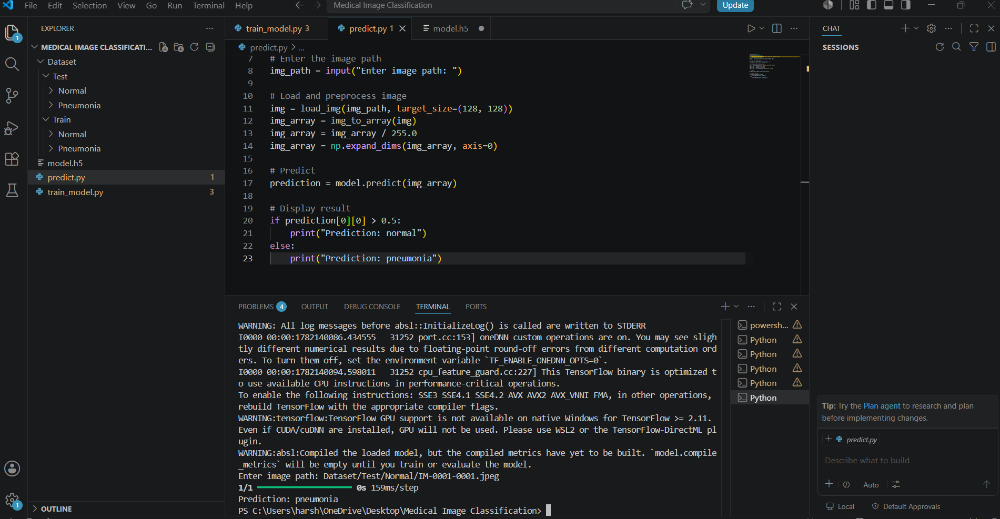 File Edit Selection View Go Run Terminal Help
Medical Image Classification
Update
EXPLORER
MEDICAL IMAGE CLASSIFICATI...
Dataset
Test
Normal
Pneumonia
Train
Normal
Pneumonia
model.h5
predict.py 1
train_model.py 3
OUTLINE
1
1
train_model.py 3
predict.py 1
model.h5
predict.py > ...
7 # Enter the image path
8 img_path = input("Enter image path: ")
9
10 # Load and preprocess image
11 img = load_img(img_path, target_size=(128, 128))
12 img_array = img_to_array(img)
13 img_array = img_array / 255.0
14 img_array = np.expand_dims(img_array, axis=0)
15
16 # Predict
17 prediction = model.predict(img_array)
18
19 # Display result
20 if prediction[0][0] > 0.5:
21 print("Prediction: normal")
22 else:
23 print("Prediction: pneumonia")
PROBLEMS 4 OUTPUT DEBUG CONSOLE TERMINAL PORTS
WARNING: All log messages before absl::InitializeLog() is called are written to STDERR
I0000 00:00:1782140086.434555 31252 port.cc:153] oneDNN custom operations are on. You may see sligh
tly different numerical results due to floating-point round-off errors from different computation ord
ers. To turn them off, set the environment variable `TF_ENABLE_ONEDNN_OPTS=0`.
I0000 00:00:1782140094.598011 31252 cpu_feature_guard.cc:227] This TensorFlow binary is optimized t
o use available CPU instructions in performance-critical operations.
To enable the following instructions: SSE3 SSE4.1 SSE4.2 AVX AVX2 AVX_VNNI FMA, in other operations,
rebuild TensorFlow with the appropriate compiler flags.
WARNING:tensorflow:TensorFlow GPU support is not available on native Windows for TensorFlow >= 2.11.
Even if CUDA/cuDNN are installed, GPU will not be used. Please use WSL2 or the TensorFlow-DirectML pl
ugin.
WARNING:absl:Compiled the loaded model, but the compiled metrics have yet to be built. `model.compile
_metrics` will be empty until you train or evaluate the model.
Enter image path: Dataset/Test/Normal/IM-0001-0001.jpeg
1/1 0s 159ms/step
Prediction: pneumonia
PS C:\Users\harsh\OneDrive\Desktop\Medical Image Classification>
powersh...
Python
Python
Python
Python
Python
CHAT
SESSIONS
Tip: Try the Plan agent to research and plan
before implementing changes.
predict.py
Describe what to build
Auto
Local
Default Approvals